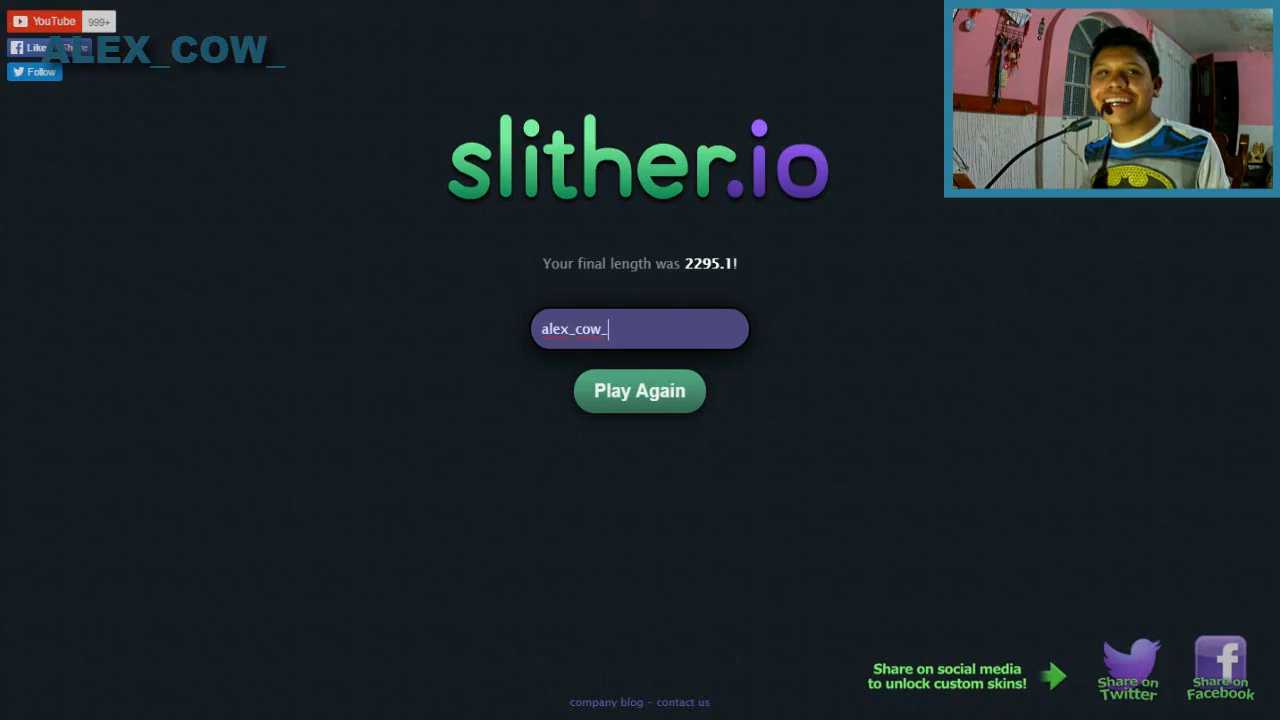 YouTube 999+
Like Share
ALEX_COW_
Follow
slither.io
Your final length was 2295.1!
alex_cow_
Play Again
Share on social media
to unlock custom skins!
Share on
Twitter
Share on
Facebook
company blog - contact us